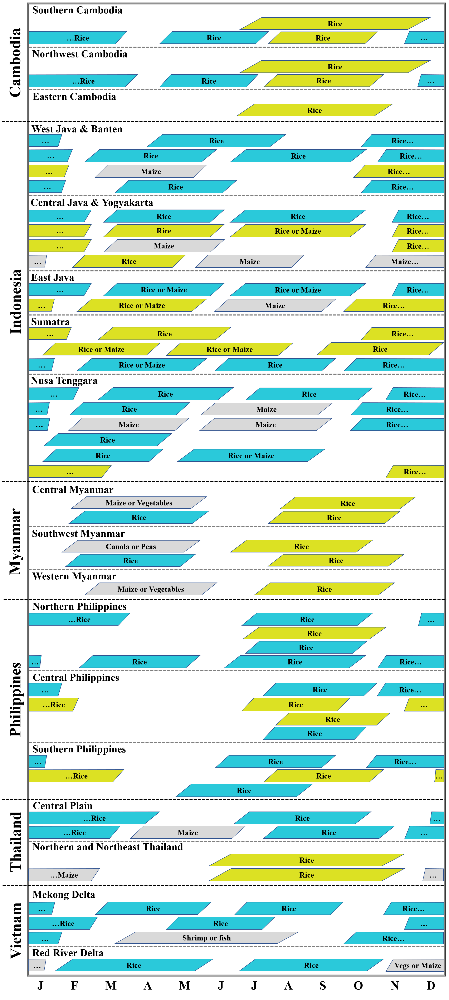 Cambodia
Southern Cambodia
Rice
…Rice Rice Rice …
Northwest Cambodia
Rice
…Rice Rice Rice …
Eastern Cambodia
Rice
Indonesia
West Java & Banten
… Rice Rice…
… Rice Rice Rice…
… Maize Rice…
… Rice Rice…
Central Java & Yogyakarta
… Rice Rice Rice…
… Rice Rice or Maize Rice…
… Maize Rice…
… Rice Maize Maize…
East Java
… Rice or Maize Rice or Maize Rice…
… Rice or Maize Maize Rice…
Sumatra
… Rice Rice…
Rice or Maize Rice or Maize Rice
… Rice or Maize Rice Rice…
Nusa Tenggara
… Rice Rice Rice…
… Rice Maize Rice…
… Maize Maize Rice…
Rice
Rice Rice or Maize
… Rice…
Myanmar
Central Myanmar
Maize or Vegetables Rice
Rice Rice
Southwest Myanmar
Canola or Peas Rice
Rice Rice
Western Myanmar
Maize or Vegetables Rice
Philippines
Northern Philippines
…Rice Rice …
Rice
Rice
… Rice Rice Rice…
Central Philippines
… Rice Rice…
…Rice Rice …
Rice
Rice
Southern Philippines
… Rice Rice…
…Rice Rice …
Rice
Thailand
Central Plain
…Rice Rice …
…Rice Maize Rice …
Northern and Northeast Thailand
Rice
…Maize Rice …
Vietnam
Mekong Delta
… Rice Rice Rice…
…Rice Rice …
… Shrimp or fish Rice…
Red River Delta
… Rice Rice Vegs or Maize
J F M A M J J A S O N D